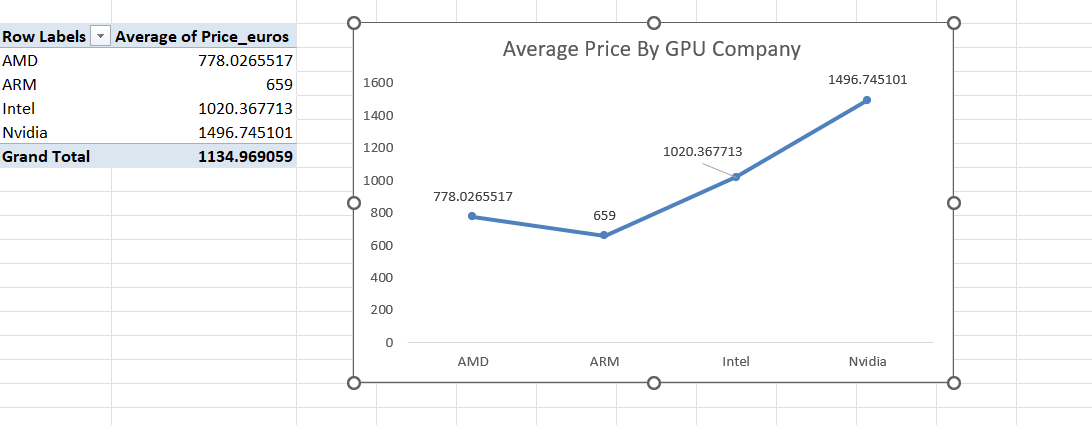 Row Labels Average of Price_euros
AMD 778.0265517
ARM 659
Intel 1020.367713
Nvidia 1496.745101
Grand Total 1134.969059
Average Price By GPU Company
1600
1400
1200
1000
800
600
400
200
0
778.0265517
659
1020.367713
1496.745101
AMD ARM Intel Nvidia